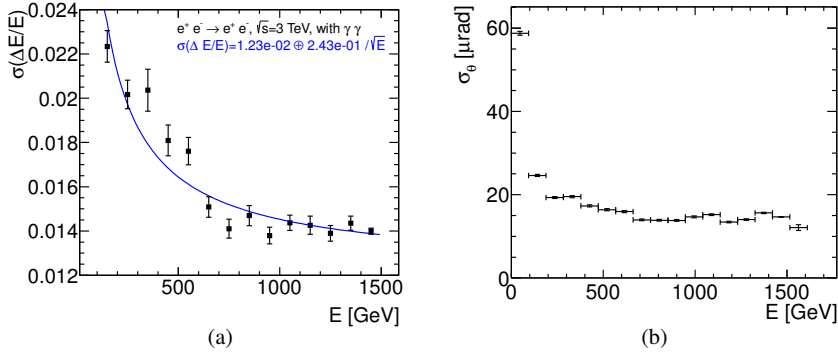 σ(ΔE/E)
0.024
0.022
0.02
0.018
0.016
0.014
0.012
e⁺ e⁻→ e⁺ e⁻, √s=3 TeV, with γ γ
σ(Δ E/E)=1.23e-02 ⊕ 2.43e-01 /√E
500
1000
1500
E [GeV]
(a)
σ_θ [μrad]
60
40
20
0
0
500
1000
1500
E [GeV]
(b)